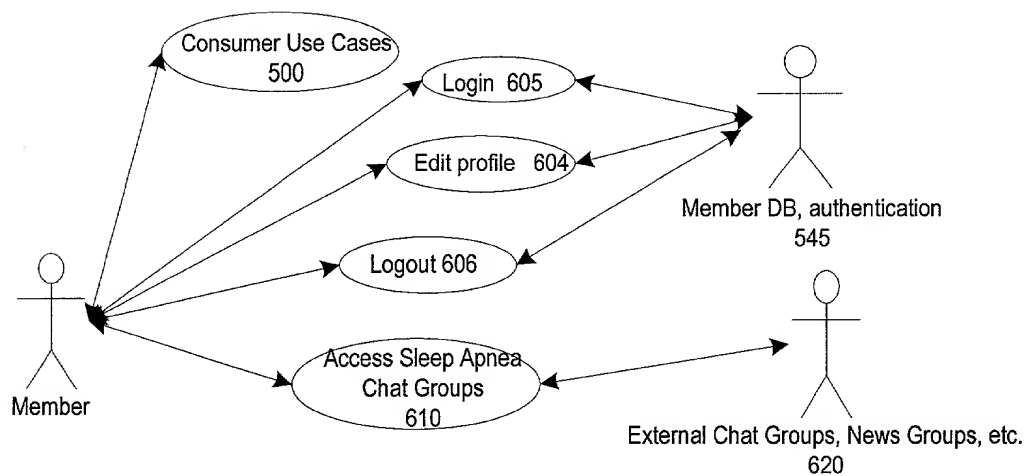 Consumer Use Cases
500
Login 605
Edit profile 604
Member DB, authentication
545
Logout 606
Access Sleep Apnea
Chat Groups
610
Member
External Chat Groups, News Groups, etc.
620